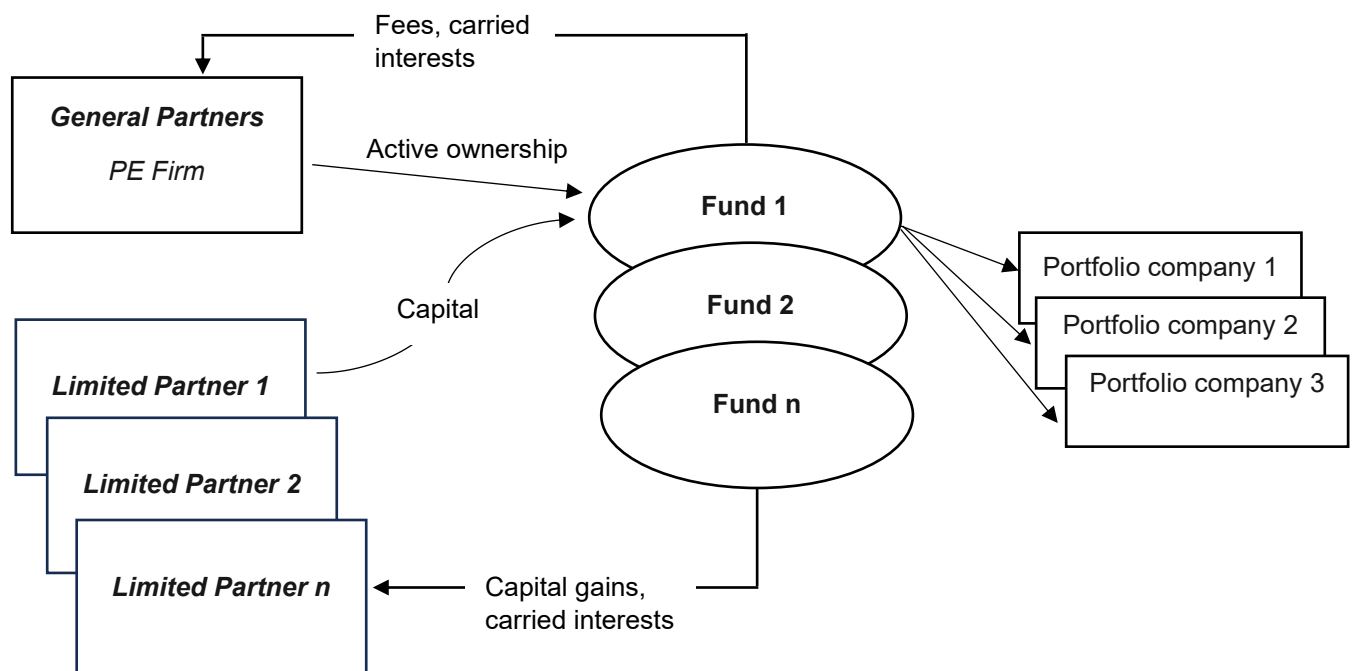 Fees, carried
interests
General Partners
PE Firm
Active ownership
Fund 1
Portfolio company 1
Capital
Fund 2
Portfolio company 2
Limited Partner 1
Portfolio company 3
Fund n
Limited Partner 2
Limited Partner n
Capital gains,
carried interests